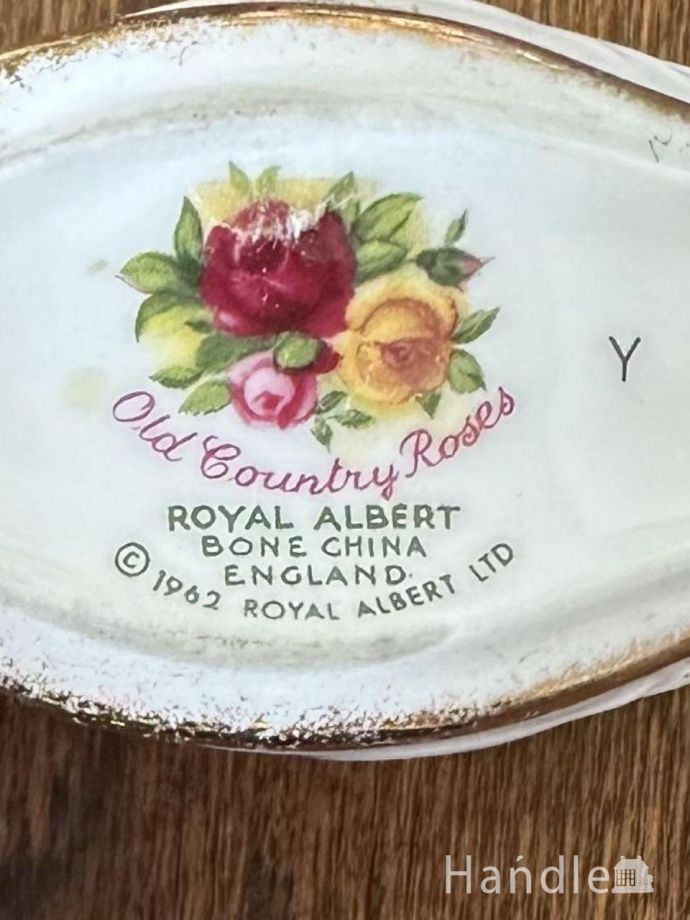 Old Country Roses
Y
ROYAL ALBERT
BONE CHINA
ENGLAND.
© 1962 ROYAL ALBERT LTD
Handle